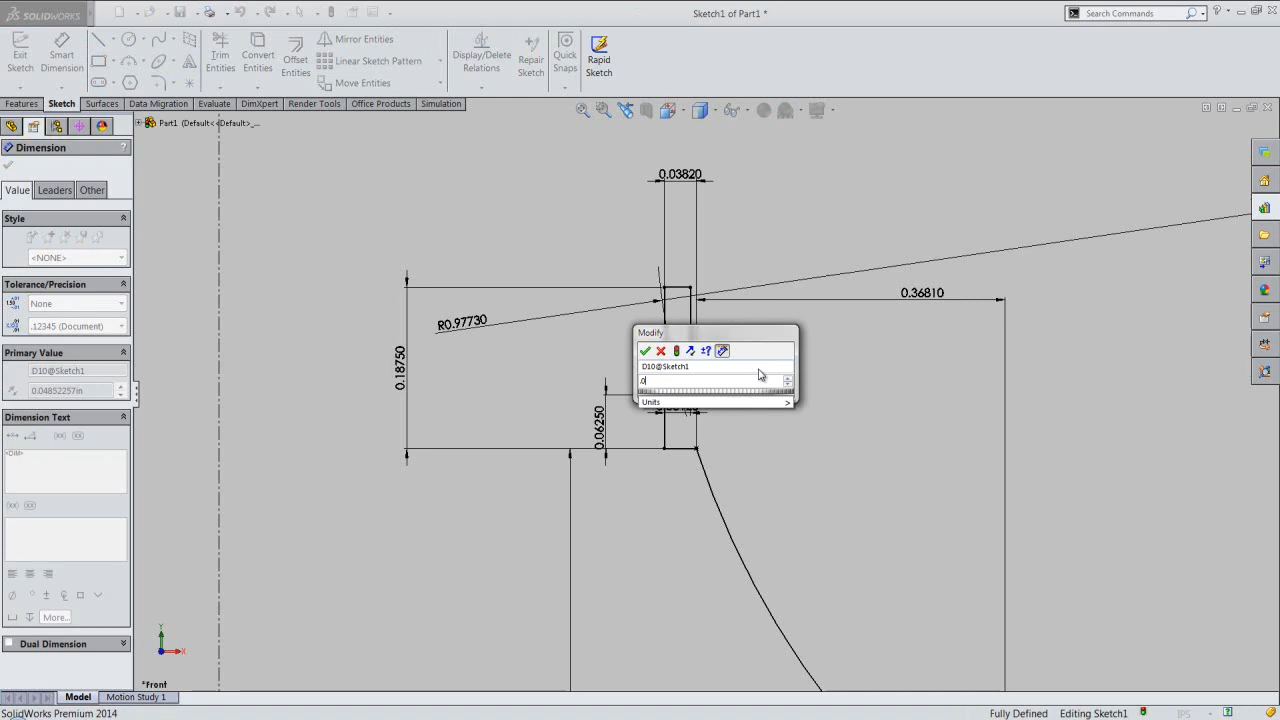 SOLIDWORKS
Sketch1 of Part1 *
Search Commands
Exit Sketch
Smart Dimension
Trim Entities
Convert Entities
Offset Entities
Mirror Entities
Linear Sketch Pattern
Move Entities
Display/Delete Relations
Repair Sketch
Quick Snaps
Rapid Sketch
Features
Sketch
Surfaces
Data Migration
Evaluate
DimXpert
Render Tools
Office Products
Simulation
Part1 (Default<<Default>_...
Dimension
?
Value
Leaders
Other
Style
<NONE>
Tolerance/Precision
None
.12345 (Document)
Primary Value
D10@Sketch1
0.04852257in
Dimension Text
<DIM>
More...
Dual Dimension
0.03820
0.36810
R0.97730
0.18750
0.06250
Modify
D10@Sketch1
.0
Units
>
Y
X
*Front
Model
Motion Study 1
SolidWorks Premium 2014
Fully Defined
Editing Sketch1
IPS